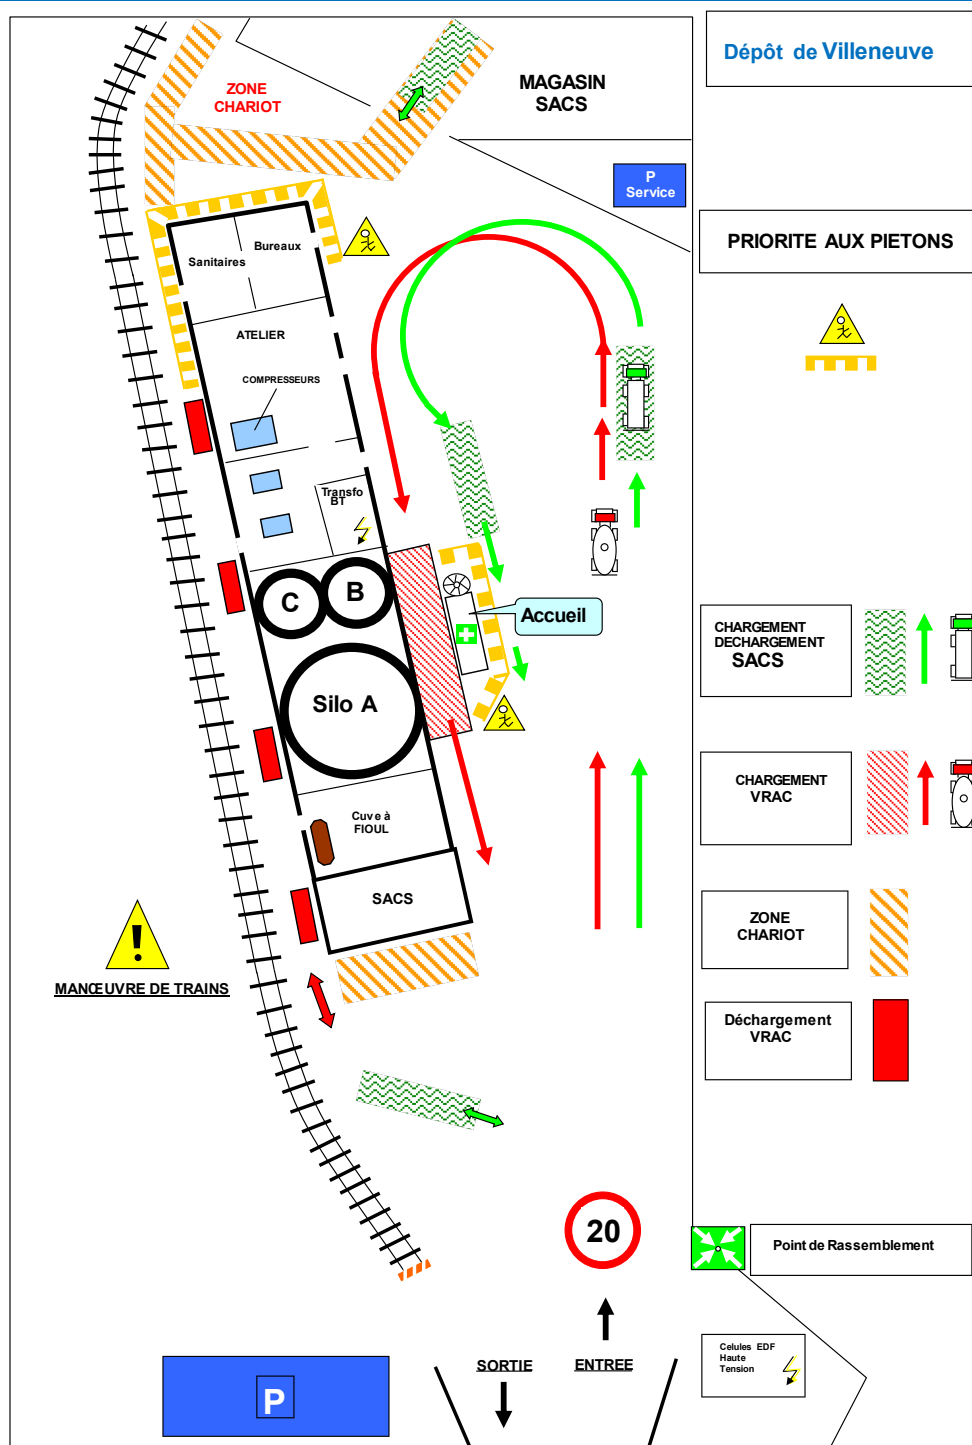 Dépôt de Villeneuve
ZONE
CHARIOT
MAGASIN
SACS
P
Service
PRIORITE AUX PIETONS
Bureaux
Sanitaires
ATELIER
COMPRESSEURS
Transfo
BT
C
B
Accueil
Silo A
CHARGEMENT
DECHARGEMENT
SACS
CHARGEMENT
VRAC
Cuve à
FIOUL
SACS
ZONE
CHARIOT
!
MANŒUVRE DE TRAINS
Déchargement
VRAC
20
Point de Rassemblement
Celules EDF
Haute
Tension
SORTIE
ENTREE
P